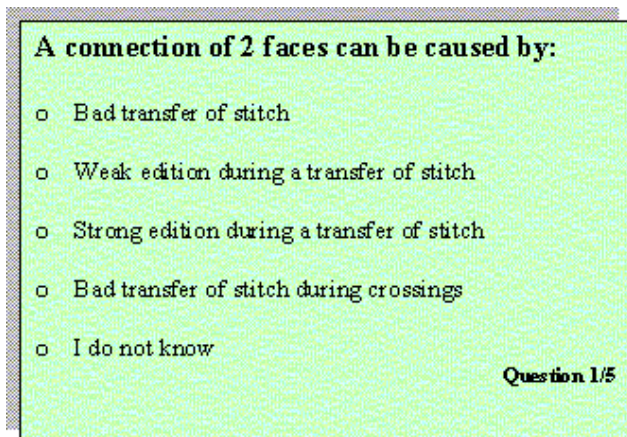 A connection of 2 faces can be caused by:
o Bad transfer of stitch
o Weak edition during a transfer of stitch
o Strong edition during a transfer of stitch
o Bad transfer of stitch during crossings
o I do not know
Question 1/5